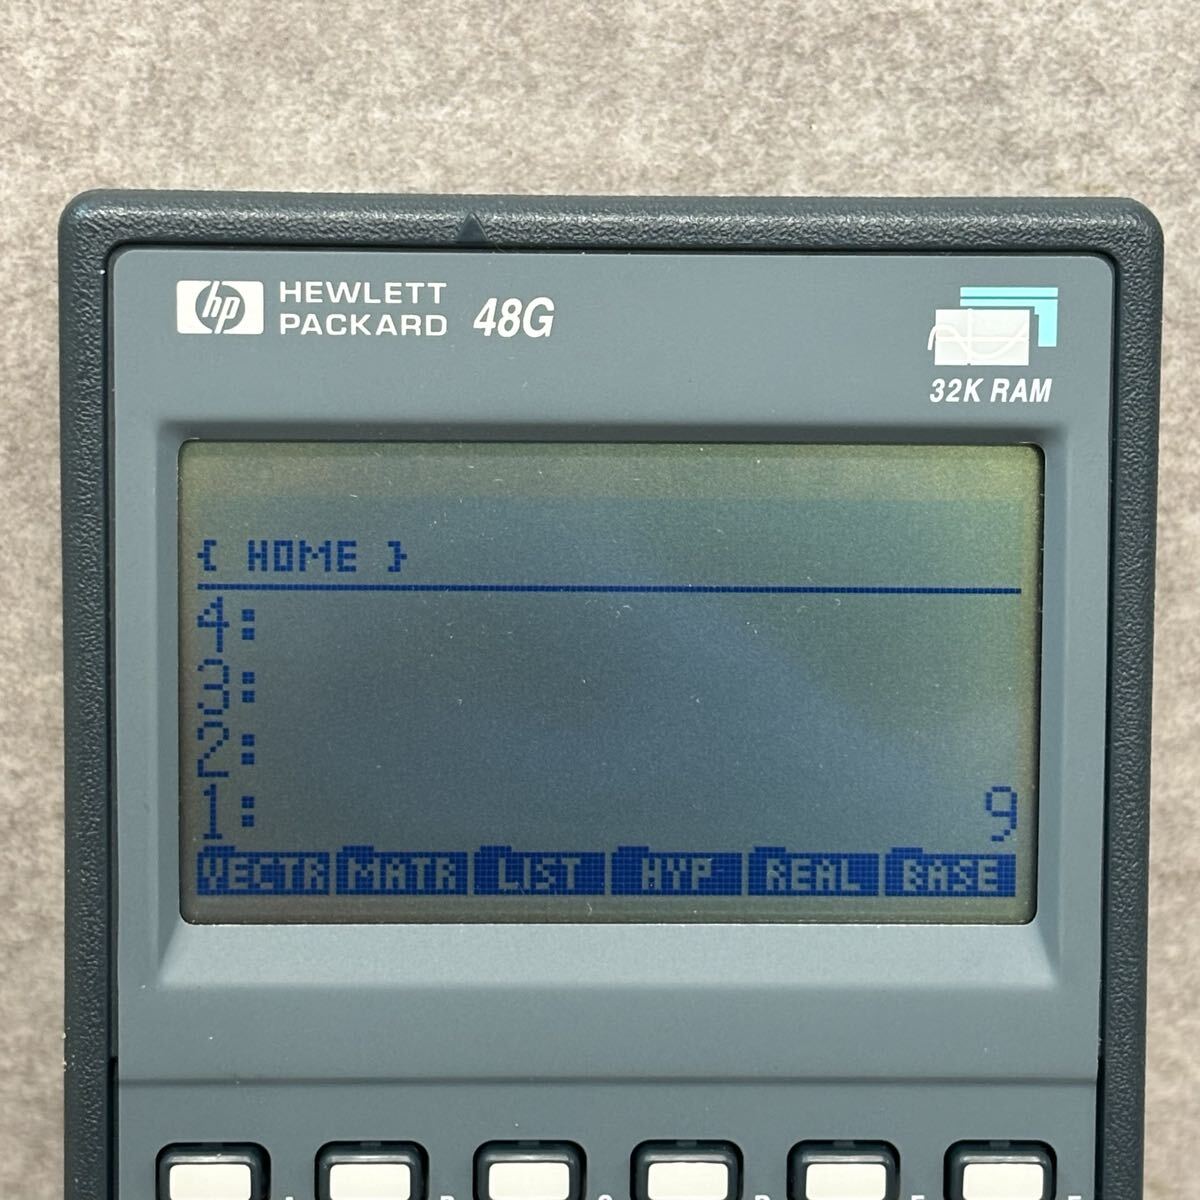 hp HEWLETT PACKARD 48G
32K RAM
{ HOME }
4:
3:
2:
1: 9
VECTR MATR LIST HYP REAL BASE